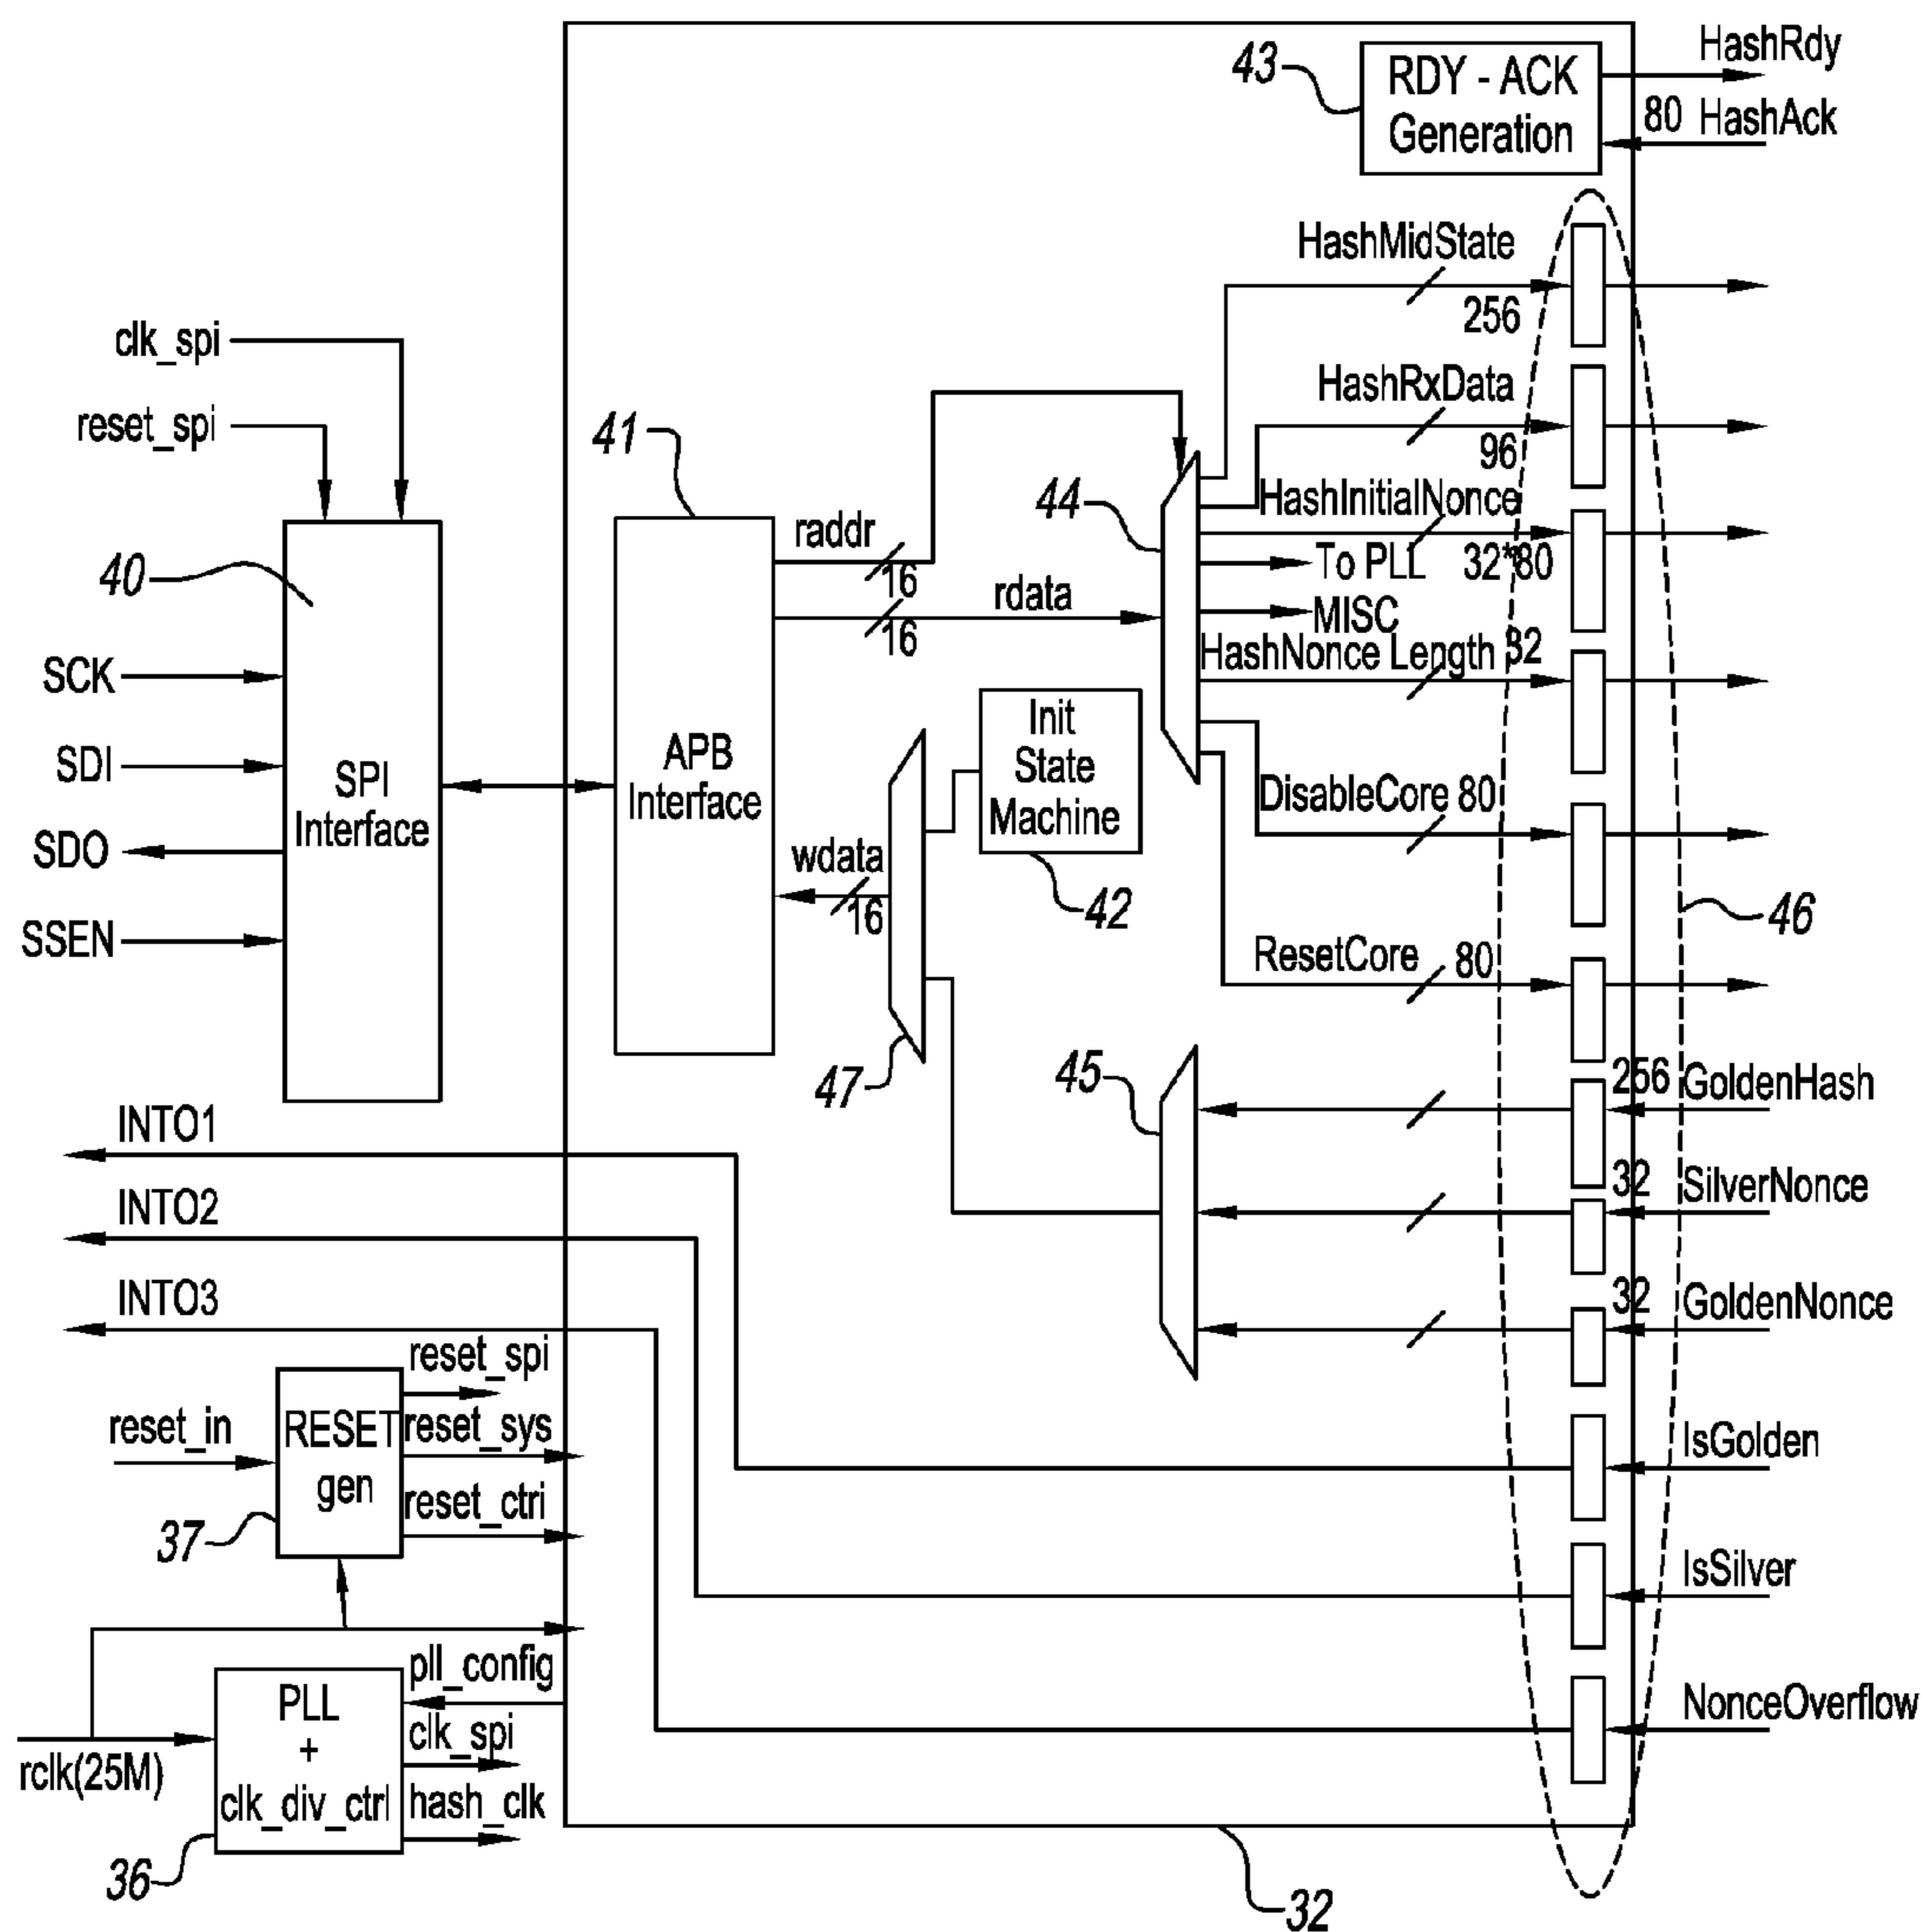 43
RDY - ACK
Generation
HashRdy
80 HashAck
HashMidState
256
clk_spi
reset_spi
HashRxData
96
41
44
HashInitialNonce
32*80
40
raddr
16
rdata
16
To PLL
MISC
HashNonce Length 32
SCK
SDI
SDO
SSEN
SPI
Interface
APB
Interface
Init
State
Machine
42
wdata
16
47
DisableCore 80
46
ResetCore 80
45
256 GoldenHash
32 SilverNonce
32 GoldenNonce
INTO1
INTO2
INTO3
reset_in
RESET
gen
37
reset_spi
reset_sys
reset_ctri
IsGolden
IsSilver
NonceOverflow
rclk(25M)
PLL
+
clk_div_ctrl
36
pll_config
clk_spi
hash_clk
32